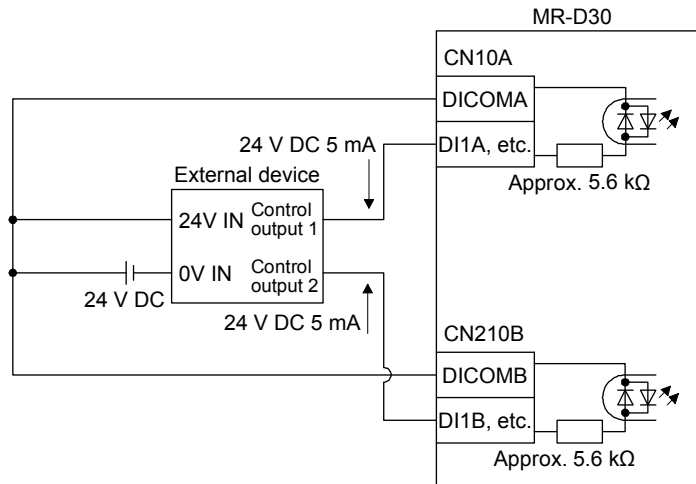 MR-D30
CN10A
DICOMA
24 V DC 5 mA
DI1A, etc.
External device
Approx. 5.6 kΩ
24V IN
Control
output 1
0V IN
Control
output 2
24 V DC
24 V DC 5 mA
CN210B
DICOMB
DI1B, etc.
Approx. 5.6 kΩ